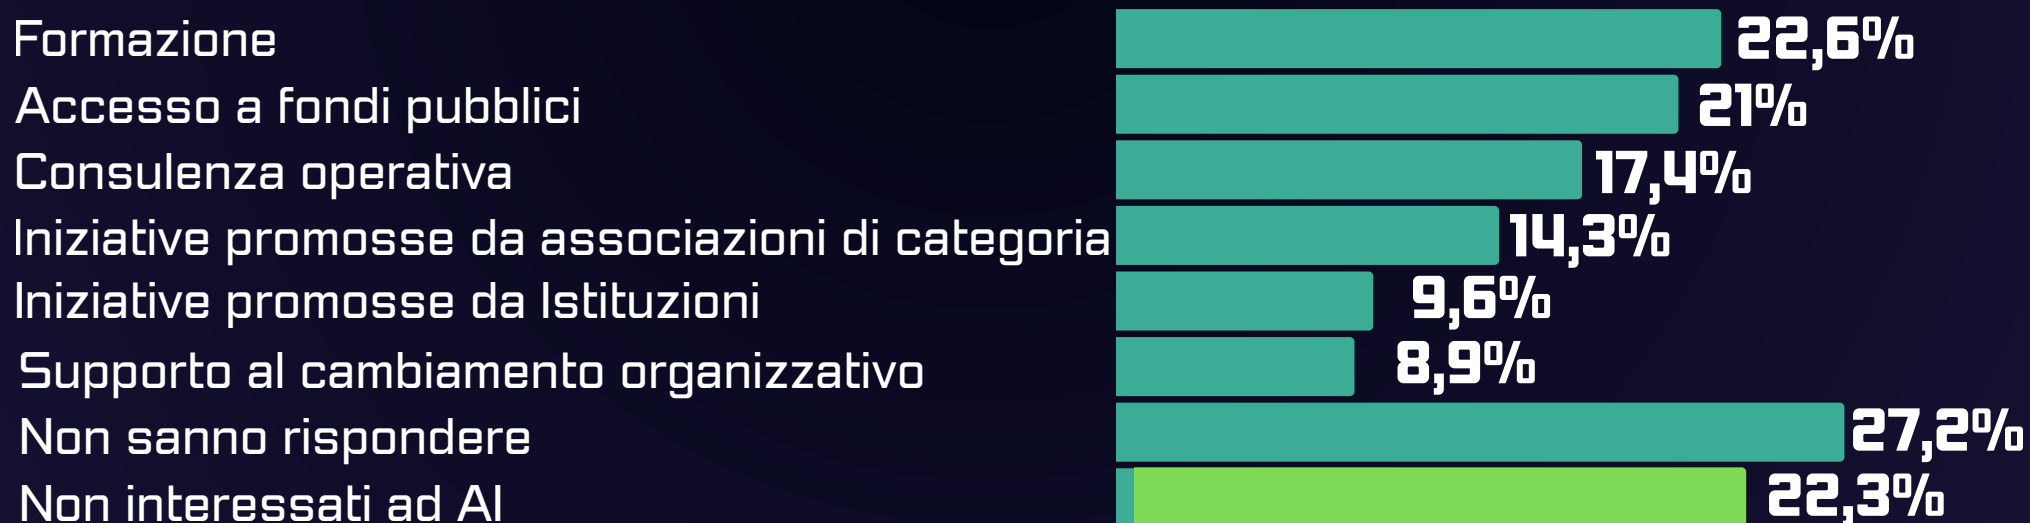 Formazione 22,6%
Accesso a fondi pubblici 21%
Consulenza operativa 17,4%
Iniziative promosse da associazioni di categoria 14,3%
Iniziative promosse da Istituzioni 9,6%
Supporto al cambiamento organizzativo 8,9%
Non sanno rispondere 27,2%
Non interessati ad AI 22,3%